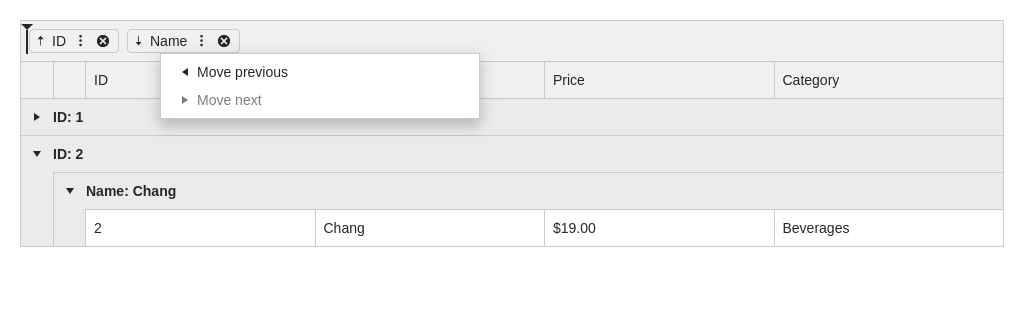 ID Name
Move previous
Move next
ID Price Category
ID: 1
ID: 2
Name: Chang
2 Chang $19.00 Beverages